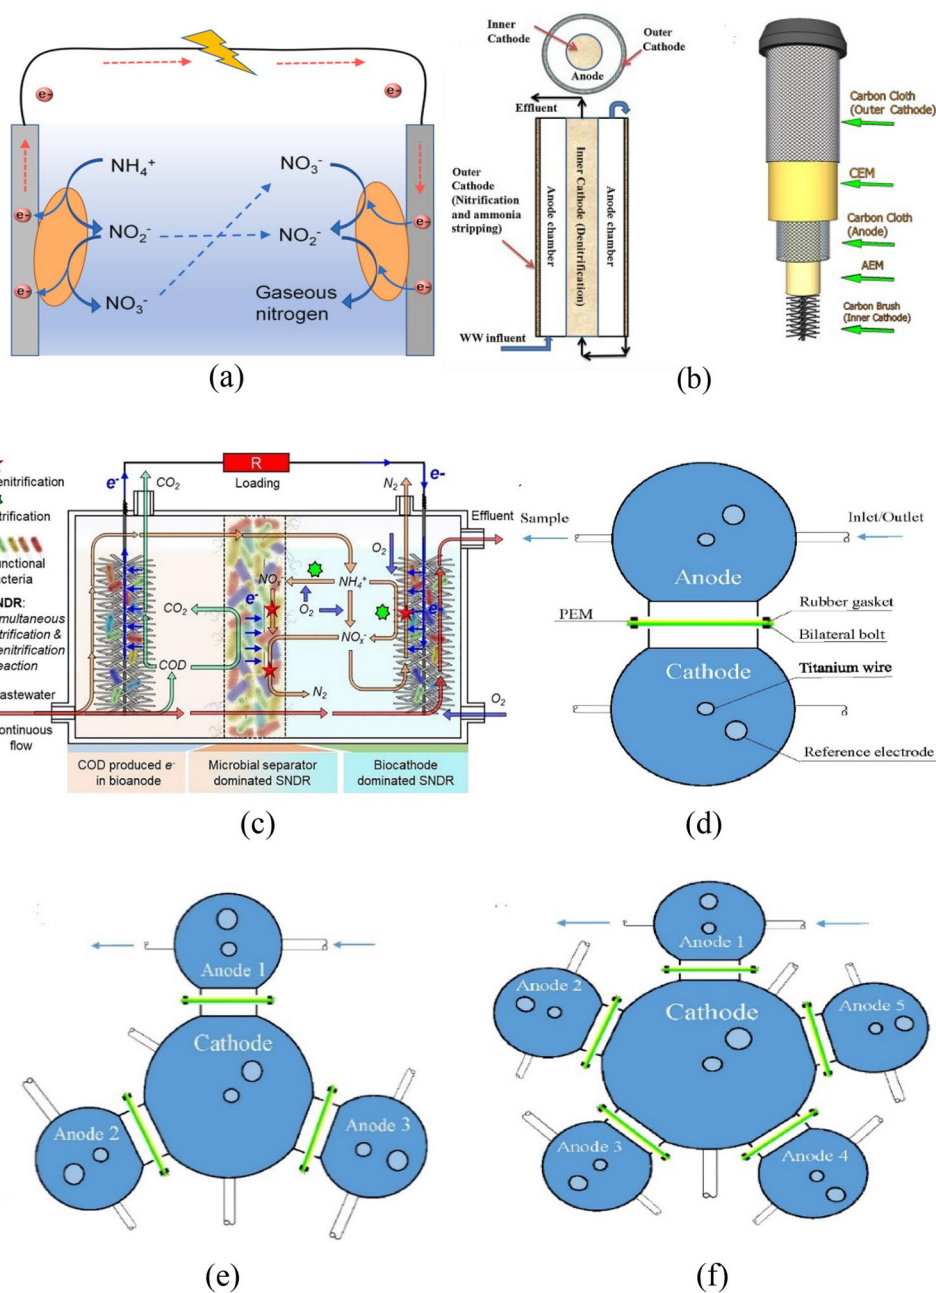 e-
e-
NH₄⁺
NO₃⁻
e-
e-
NO₂⁻
NO₂⁻
e-
e-
NO₃⁻
Gaseous
nitrogen
(a)
Inner
Cathode
Outer
Cathode
Anode
Effluent
Outer
Cathode
(Nitrification
and ammonia
stripping)
Anode chamber
Inner Cathode (Denitrification)
Anode chamber
WW influent
Carbon Cloth
(Outer Cathode)
CEM
Carbon Cloth
(Anode)
AEM
Carbon Brush
(Inner Cathode)
(b)
R
Loading
e-
e-
CO₂
N₂
Effluent
enitrification
trification
unctional
acteria
SNDR:
imultaneous
itrification &
enitrification
eaction
astewater
ontinuous
flow
O₂
NOₓ⁻
NH₄⁺
e-
e-
CO₂
O₂
NOₓ⁻
COD
N₂
O₂
COD produced e⁻
in bioanode
Microbial separator
dominated SNDR
Biocathode
dominated SNDR
(c)
Sample
Inlet/Outlet
Anode
PEM
Rubber gasket
Bilateral bolt
Cathode
Titanium wire
Reference electrode
(d)
Anode 1
Cathode
Anode 2
Anode 3
(e)
Anode 1
Anode 2
Cathode
Anode 5
Anode 3
Anode 4
(f)